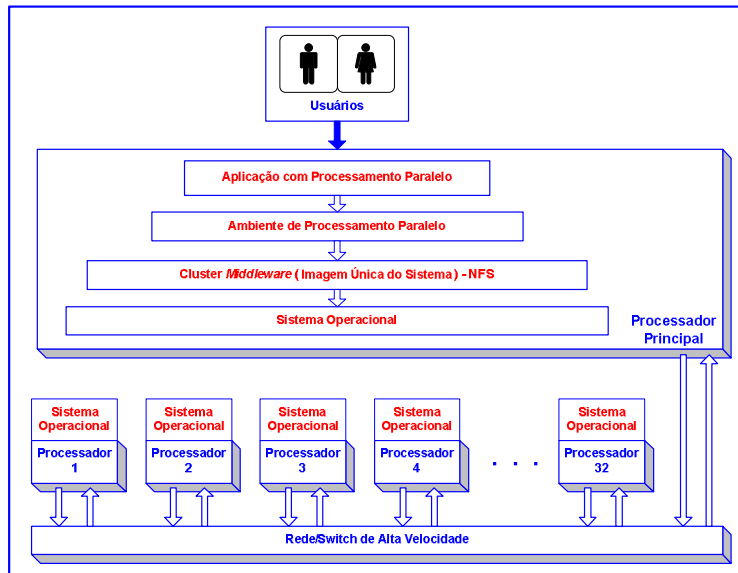 Usuários
Aplicação com Processamento Paralelo
Ambiente de Processamento Paralelo
Cluster Middleware ( Imagem Única do Sistema ) - NFS
Sistema Operacional
Processador
Principal
Sistema
Operacional
Processador
1
Sistema
Operacional
Processador
2
Sistema
Operacional
Processador
3
Sistema
Operacional
Processador
4
. . .
Sistema
Operacional
Processador
32
Rede/Switch de Alta Velocidade